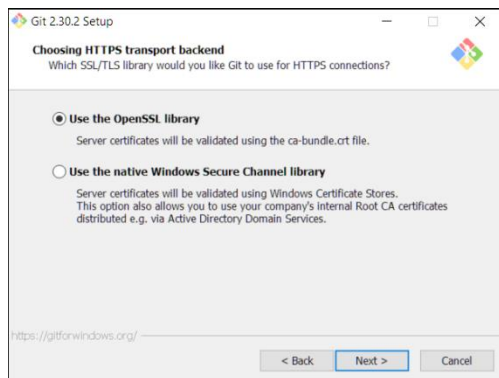 Git 2.30.2 Setup
Choosing HTTPS transport backend
Which SSL/TLS library would you like Git to use for HTTPS connections?
Use the OpenSSL library
Server certificates will be validated using the ca-bundle.crt file.
Use the native Windows Secure Channel library
Server certificates will be validated using Windows Certificate Stores.
This option also allows you to use your company's internal Root CA certificates
distributed e.g. via Active Directory Domain Services.
https://gitforwindows.org/
< Back Next > Cancel